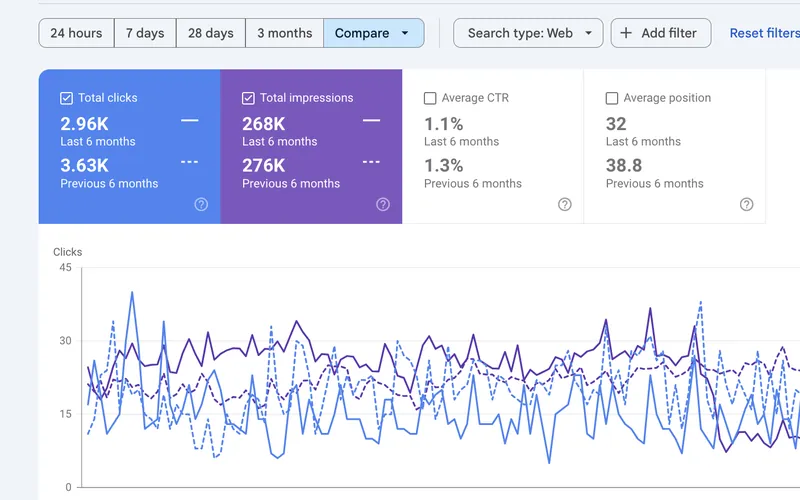 24 hours 7 days 28 days 3 months Compare Search type: Web Add filter Reset filters
Total clicks Total impressions Average CTR Average position
2.96K 268K 1.1% 32
Last 6 months Last 6 months Last 6 months Last 6 months
3.63K 276K 1.3% 38.8
Previous 6 months Previous 6 months Previous 6 months Previous 6 months
Clicks
45
30
15
0